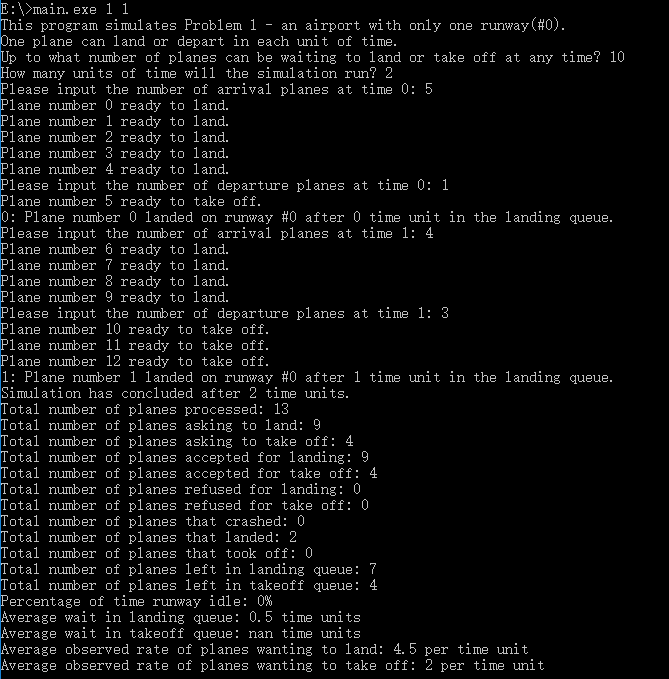 E:\>main.exe 1 1
This program simulates Problem 1 - an airport with only one runway(#0).
One plane can land or depart in each unit of time.
Up to what number of planes can be waiting to land or take off at any time? 10
How many units of time will the simulation run? 2
Please input the number of arrival planes at time 0: 5
Plane number 0 ready to land.
Plane number 1 ready to land.
Plane number 2 ready to land.
Plane number 3 ready to land.
Plane number 4 ready to land.
Please input the number of departure planes at time 0: 1
Plane number 5 ready to take off.
0: Plane number 0 landed on runway #0 after 0 time unit in the landing queue.
Please input the number of arrival planes at time 1: 4
Plane number 6 ready to land.
Plane number 7 ready to land.
Plane number 8 ready to land.
Plane number 9 ready to land.
Please input the number of departure planes at time 1: 3
Plane number 10 ready to take off.
Plane number 11 ready to take off.
Plane number 12 ready to take off.
1: Plane number 1 landed on runway #0 after 1 time unit in the landing queue.
Simulation has concluded after 2 time units.
Total number of planes processed: 13
Total number of planes asking to land: 9
Total number of planes asking to take off: 4
Total number of planes accepted for landing: 9
Total number of planes accepted for take off: 4
Total number of planes refused for landing: 0
Total number of planes refused for take off: 0
Total number of planes that crashed: 0
Total number of planes that landed: 2
Total number of planes that took off: 0
Total number of planes left in landing queue: 7
Total number of planes left in takeoff queue: 4
Percentage of time runway idle: 0%
Average wait in landing queue: 0.5 time units
Average wait in takeoff queue: nan time units
Average observed rate of planes wanting to land: 4.5 per time unit
Average observed rate of planes wanting to take off: 2 per time unit